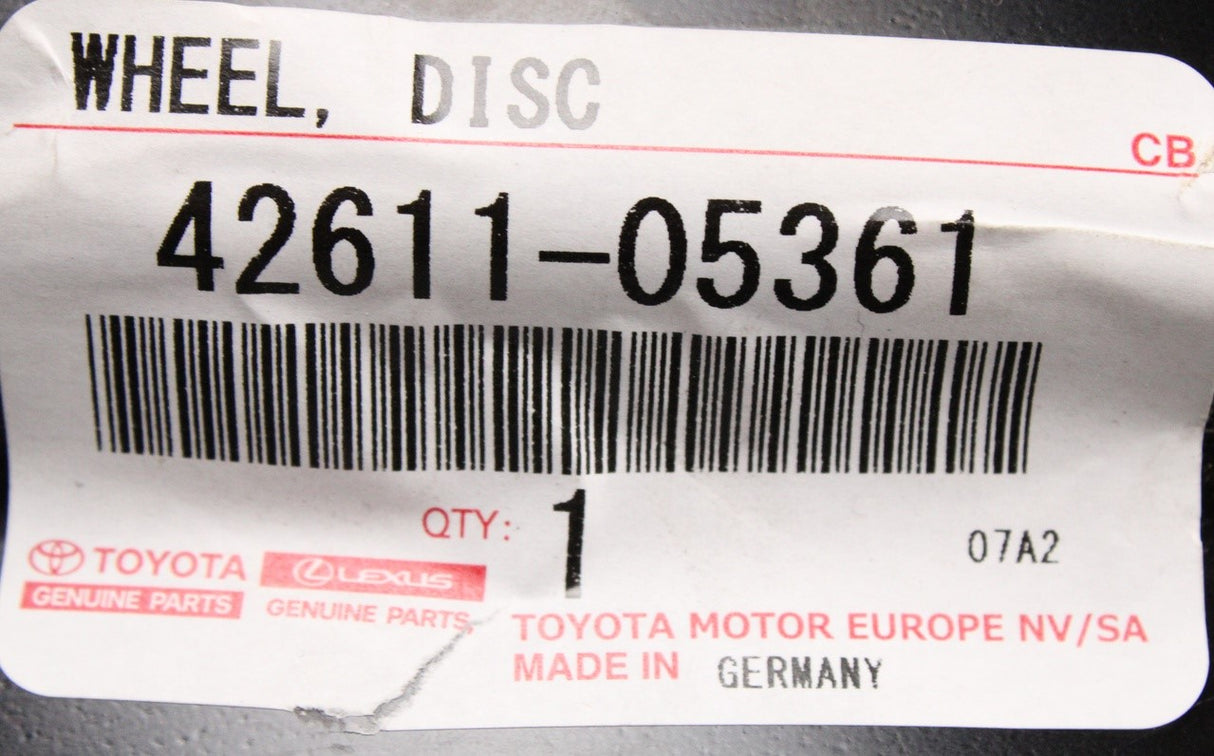 WHEEL, DISC
CB
42611-05361
QTY: 1
07A2
TOYOTA
GENUINE PARTS
LEXUS
GENUINE PARTS
TOYOTA MOTOR EUROPE NV/SA
MADE IN GERMANY